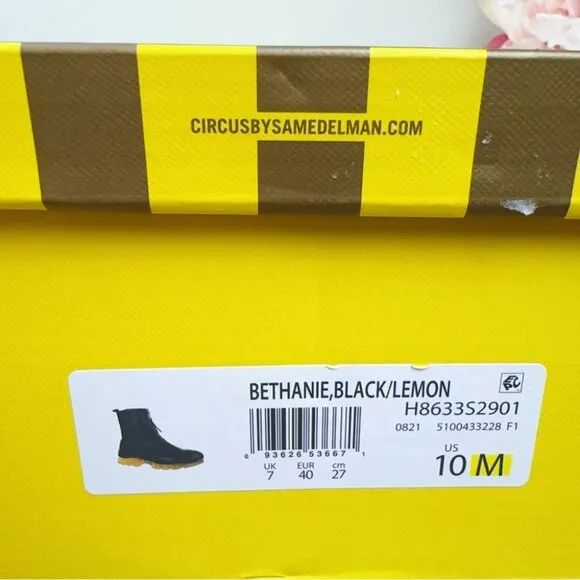 CIRCUSBYSAMEDELMAN.COM
BETHANIE,BLACK/LEMON
H8633S2901
0821 5100433228 F1
0 93626 53667 1
UK EUR cm
7 40 27
US
10 M